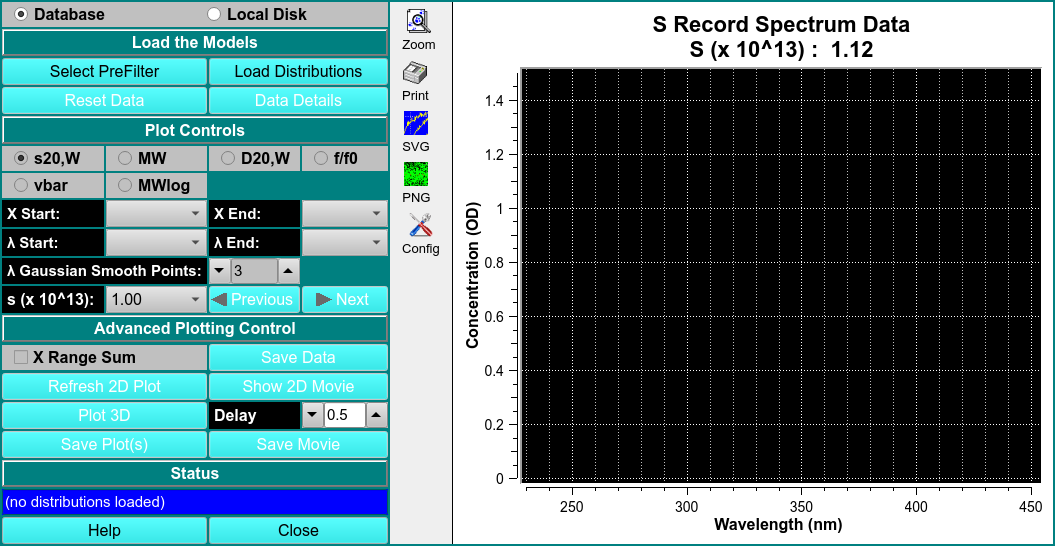 Database Local Disk
Load the Models
Select PreFilter Load Distributions
Reset Data Data Details
Plot Controls
s20,W MW D20,W f/f0
vbar MWlog
X Start: X End:
λ Start: λ End:
λ Gaussian Smooth Points: 3
s (x 10^13): 1.00 Previous Next
Advanced Plotting Control
X Range Sum Save Data
Refresh 2D Plot Show 2D Movie
Plot 3D Delay 0.5
Save Plot(s) Save Movie
Status
(no distributions loaded)
Help Close
Zoom
Print
SVG
PNG
Config
S Record Spectrum Data
S (x 10^13) : 1.12
Concentration (OD)
1.4
1.2
1
0.8
0.6
0.4
0.2
0
250 300 350 400 450
Wavelength (nm)